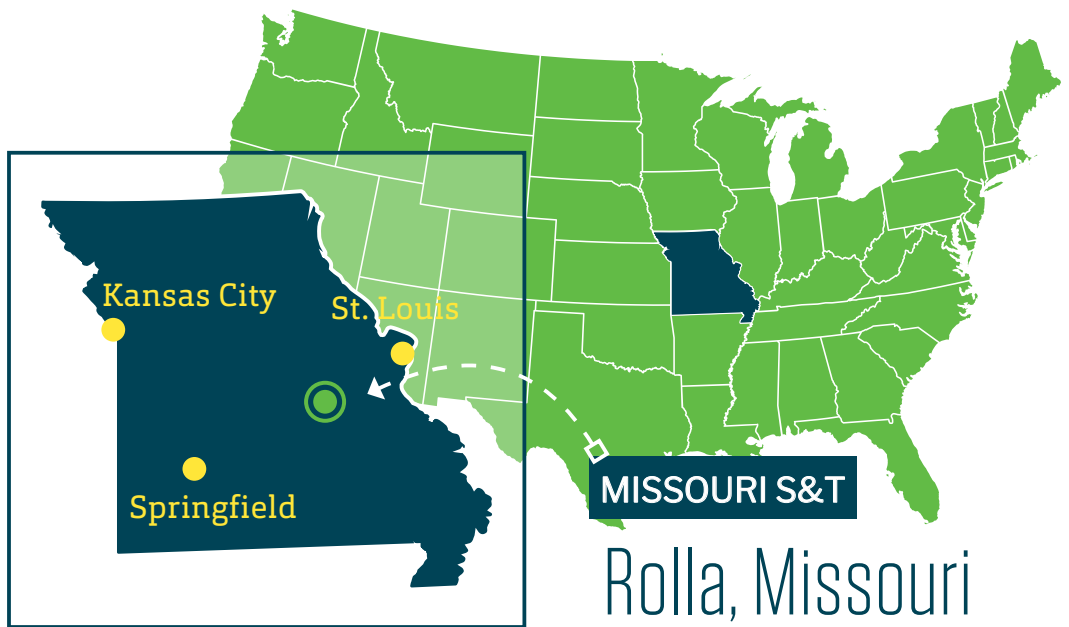 Kansas City
St. Louis
Springfield
MISSOURI S&T
Rolla, Missouri